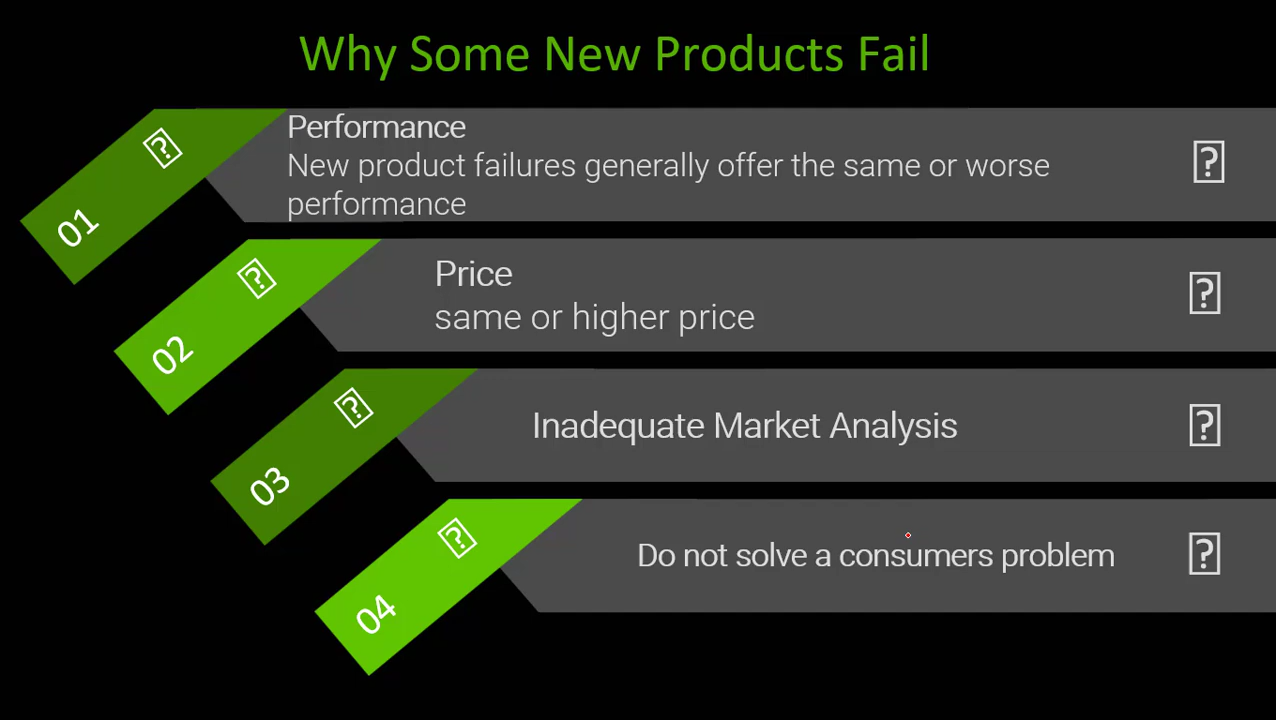 Why Some New Products Fail
01
Performance
New product failures generally offer the same or worse
performance
02
Price
same or higher price
03
Inadequate Market Analysis
04
Do not solve a consumers problem